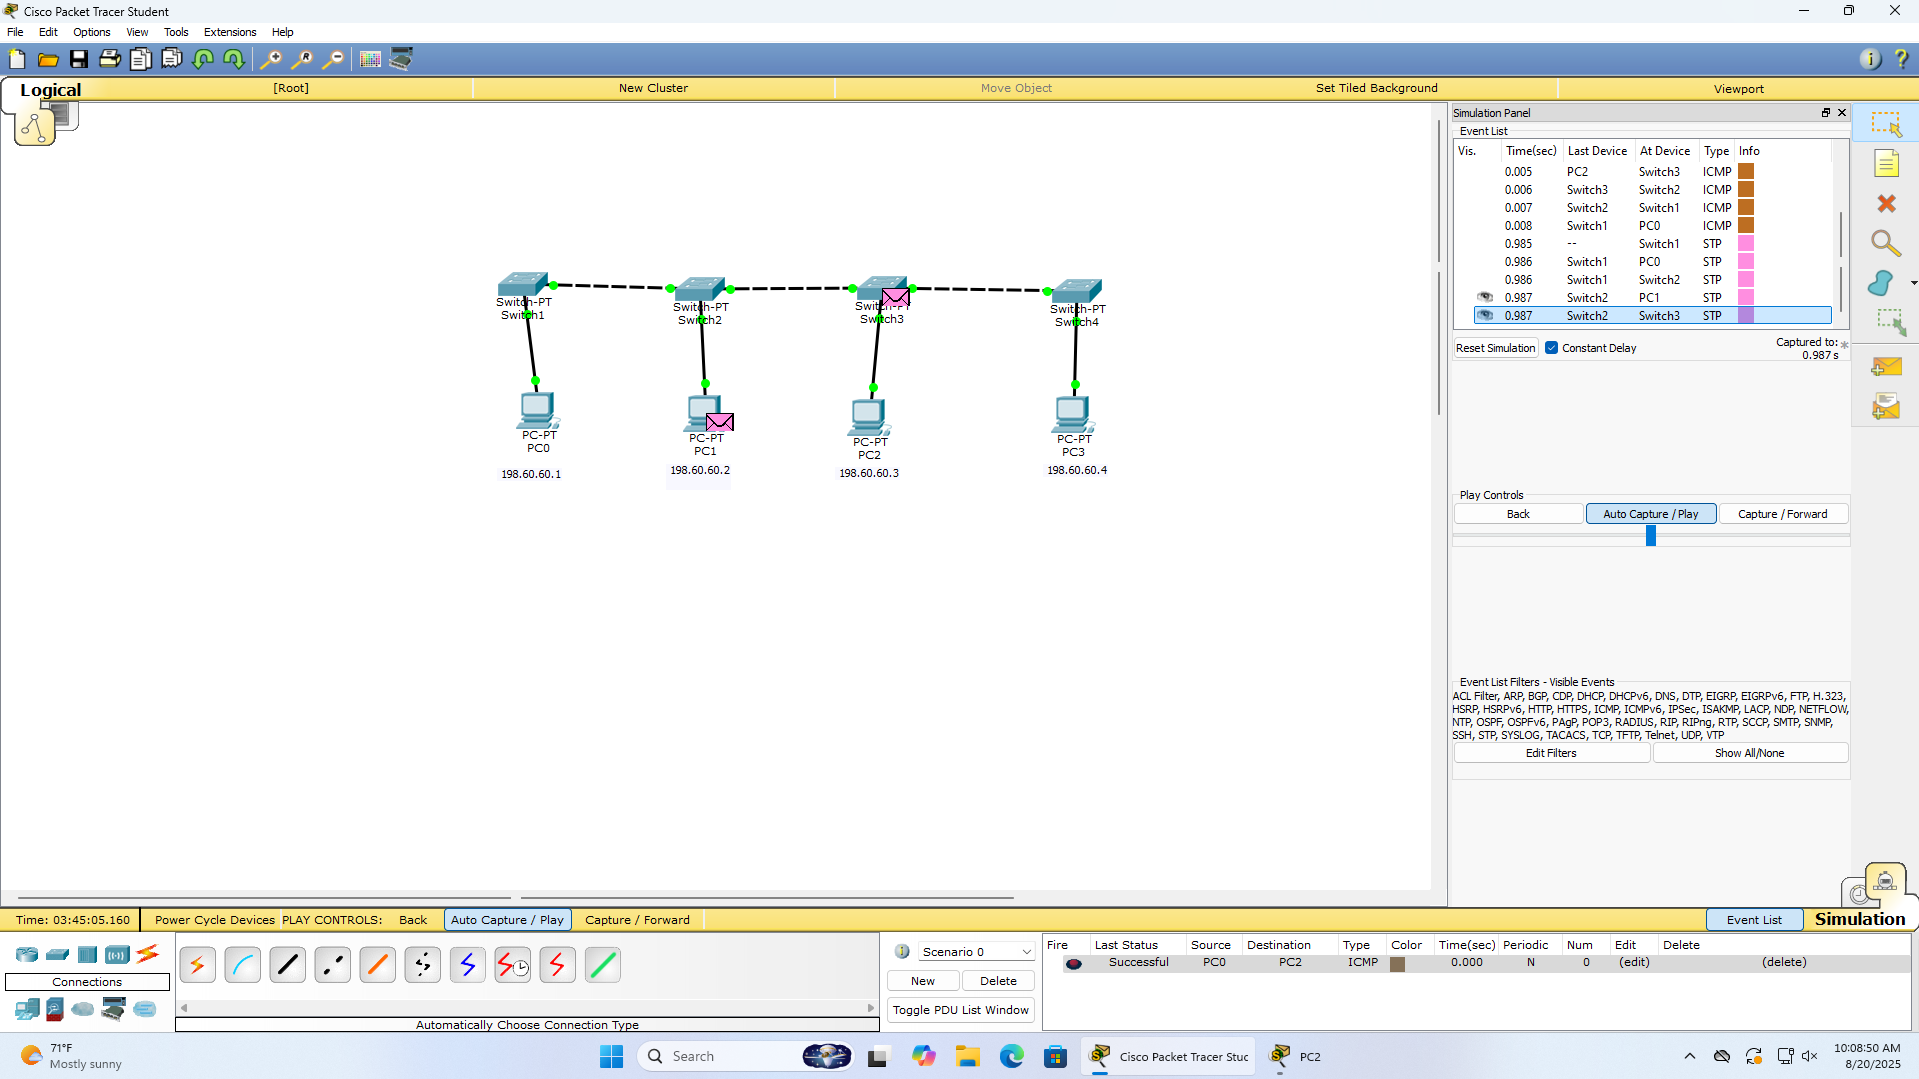 Cisco Packet Tracer Student
File Edit Options View Tools Extensions Help
Logical [Root] New Cluster Move Object Set Tiled Background Viewport
Simulation Panel
Event List
Vis. Time(sec) Last Device At Device Type Info
0.005 PC2 Switch3 ICMP
0.006 Switch3 Switch2 ICMP
0.007 Switch2 Switch1 ICMP
0.008 Switch1 PC0 ICMP
0.985 -- Switch1 STP
0.986 Switch1 PC0 STP
0.986 Switch1 Switch2 STP
0.987 Switch2 PC1 STP
0.987 Switch2 Switch3 STP
Reset Simulation Constant Delay Captured to: *
0.987 s
Switch-PT
Switch1
Switch-PT
Switch2
Switch-PT
Switch3
Switch-PT
Switch4
PC-PT
PC0
198.60.60.1
PC-PT
PC1
198.60.60.2
PC-PT
PC2
198.60.60.3
PC-PT
PC3
198.60.60.4
Play Controls
Back Auto Capture / Play Capture / Forward
Event List Filters - Visible Events
ACL Filter, ARP, BGP, CDP, DHCP, DHCPv6, DNS, DTP, EIGRP, EIGRPv6, FTP, H.323,
HSRP, HSRPv6, HTTP, HTTPS, ICMP, ICMPv6, IPSec, ISAKMP, LACP, NDP, NETFLOW,
NTP, OSPF, OSPFv6, PAgP, POP3, RADIUS, RIP, RIPng, RTP, SCCP, SMTP, SNMP,
SSH, STP, SYSLOG, TACACS, TCP, TFTP, Telnet, UDP, VTP
Edit Filters Show All/None
Time: 03:45:05.160 Power Cycle Devices PLAY CONTROLS: Back Auto Capture / Play Capture / Forward Event List Simulation
Connections
Automatically Choose Connection Type
Scenario 0
New Delete
Toggle PDU List Window
Fire Last Status Source Destination Type Color Time(sec) Periodic Num Edit Delete
Successful PC0 PC2 ICMP 0.000 N 0 (edit) (delete)
71°F
Mostly sunny
Search
Cisco Packet Tracer Stuc
PC2
10:08:50 AM
8/20/2025